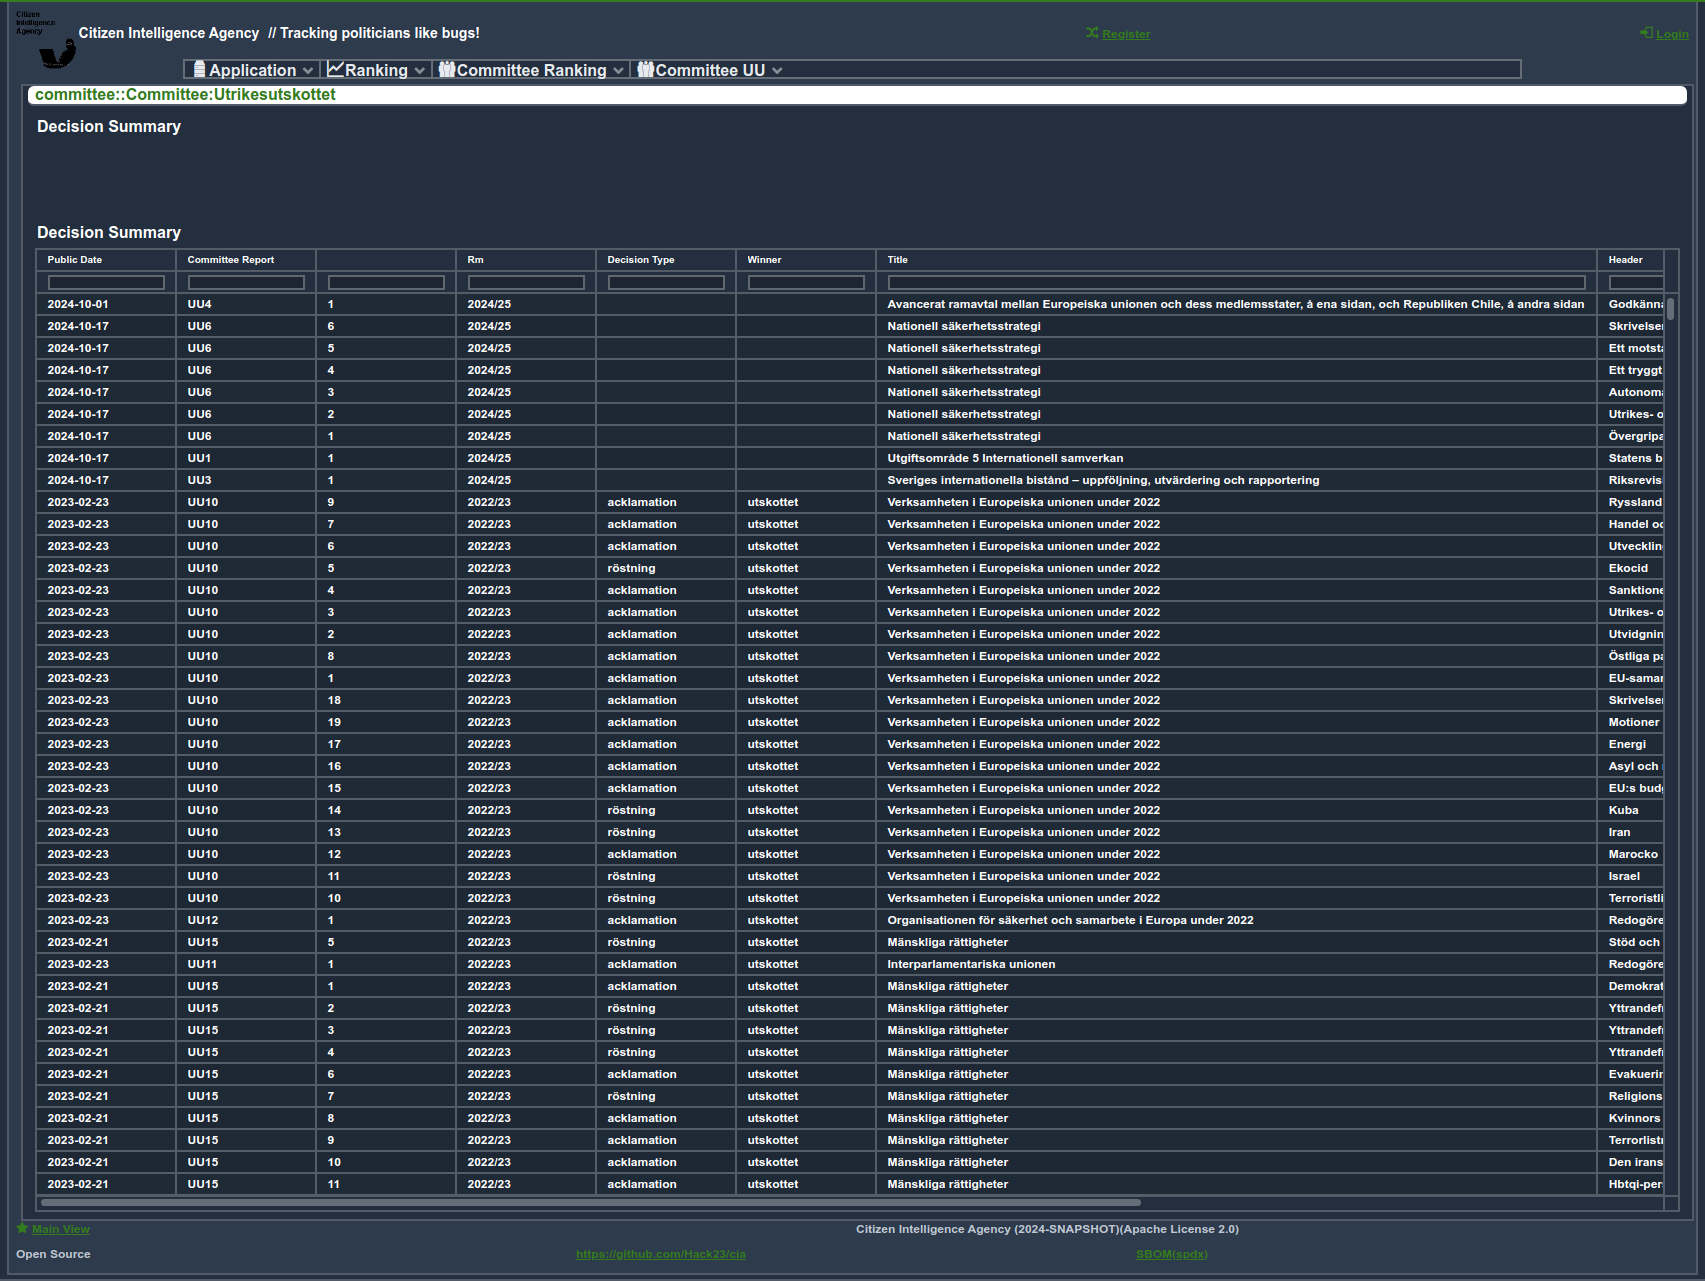 Citizen
Intelligence
Agency
Citizen Intelligence Agency // Tracking politicians like bugs!
Register
Login
Application Ranking Committee Ranking Committee UU
committee::Committee:Utrikesutskottet
Decision Summary
Decision Summary
Public Date Committee Report Rm Decision Type Winner Title Header
2024-10-01 UU4 1 2024/25 Avancerat ramavtal mellan Europeiska unionen och dess medlemsstater, å ena sidan, och Republiken Chile, å andra sidan Godkänna
2024-10-17 UU6 6 2024/25 Nationell säkerhetsstrategi Skrivelser
2024-10-17 UU6 5 2024/25 Nationell säkerhetsstrategi Ett motsta
2024-10-17 UU6 4 2024/25 Nationell säkerhetsstrategi Ett tryggt
2024-10-17 UU6 3 2024/25 Nationell säkerhetsstrategi Autonoma
2024-10-17 UU6 2 2024/25 Nationell säkerhetsstrategi Utrikes- o
2024-10-17 UU6 1 2024/25 Nationell säkerhetsstrategi Övergripa
2024-10-17 UU1 1 2024/25 Utgiftsområde 5 Internationell samverkan Statens b
2024-10-17 UU3 1 2024/25 Sveriges internationella bistånd – uppföljning, utvärdering och rapportering Riksrevis
2023-02-23 UU10 9 2022/23 acklamation utskottet Verksamheten i Europeiska unionen under 2022 Ryssland
2023-02-23 UU10 7 2022/23 acklamation utskottet Verksamheten i Europeiska unionen under 2022 Handel oc
2023-02-23 UU10 6 2022/23 acklamation utskottet Verksamheten i Europeiska unionen under 2022 Utvecklin
2023-02-23 UU10 5 2022/23 röstning utskottet Verksamheten i Europeiska unionen under 2022 Ekocid
2023-02-23 UU10 4 2022/23 acklamation utskottet Verksamheten i Europeiska unionen under 2022 Sanktione
2023-02-23 UU10 3 2022/23 acklamation utskottet Verksamheten i Europeiska unionen under 2022 Utrikes- o
2023-02-23 UU10 2 2022/23 acklamation utskottet Verksamheten i Europeiska unionen under 2022 Utvidgnin
2023-02-23 UU10 8 2022/23 acklamation utskottet Verksamheten i Europeiska unionen under 2022 Östliga pa
2023-02-23 UU10 1 2022/23 acklamation utskottet Verksamheten i Europeiska unionen under 2022 EU-samar
2023-02-23 UU10 18 2022/23 acklamation utskottet Verksamheten i Europeiska unionen under 2022 Skrivelser
2023-02-23 UU10 19 2022/23 acklamation utskottet Verksamheten i Europeiska unionen under 2022 Motioner
2023-02-23 UU10 17 2022/23 acklamation utskottet Verksamheten i Europeiska unionen under 2022 Energi
2023-02-23 UU10 16 2022/23 acklamation utskottet Verksamheten i Europeiska unionen under 2022 Asyl och
2023-02-23 UU10 15 2022/23 acklamation utskottet Verksamheten i Europeiska unionen under 2022 EU:s budg
2023-02-23 UU10 14 2022/23 röstning utskottet Verksamheten i Europeiska unionen under 2022 Kuba
2023-02-23 UU10 13 2022/23 röstning utskottet Verksamheten i Europeiska unionen under 2022 Iran
2023-02-23 UU10 12 2022/23 acklamation utskottet Verksamheten i Europeiska unionen under 2022 Marocko
2023-02-23 UU10 11 2022/23 röstning utskottet Verksamheten i Europeiska unionen under 2022 Israel
2023-02-23 UU10 10 2022/23 röstning utskottet Verksamheten i Europeiska unionen under 2022 Terroristli
2023-02-23 UU12 1 2022/23 acklamation utskottet Organisationen för säkerhet och samarbete i Europa under 2022 Redogöre
2023-02-21 UU15 5 2022/23 röstning utskottet Mänskliga rättigheter Stöd och
2023-02-23 UU11 1 2022/23 acklamation utskottet Interparlamentariska unionen Redogöre
2023-02-21 UU15 1 2022/23 acklamation utskottet Mänskliga rättigheter Demokrat
2023-02-21 UU15 2 2022/23 röstning utskottet Mänskliga rättigheter Yttrandefr
2023-02-21 UU15 3 2022/23 röstning utskottet Mänskliga rättigheter Yttrandefr
2023-02-21 UU15 4 2022/23 röstning utskottet Mänskliga rättigheter Yttrandefr
2023-02-21 UU15 6 2022/23 acklamation utskottet Mänskliga rättigheter Evakuerin
2023-02-21 UU15 7 2022/23 röstning utskottet Mänskliga rättigheter Religions
2023-02-21 UU15 8 2022/23 acklamation utskottet Mänskliga rättigheter Kvinnors
2023-02-21 UU15 9 2022/23 acklamation utskottet Mänskliga rättigheter Terrorlistn
2023-02-21 UU15 10 2022/23 acklamation utskottet Mänskliga rättigheter Den irans
2023-02-21 UU15 11 2022/23 acklamation utskottet Mänskliga rättigheter Hbtqi-per
Main View
Citizen Intelligence Agency (2024-SNAPSHOT)(Apache License 2.0)
Open Source
https://github.com/Hack23/cia
SBOM(spdx)